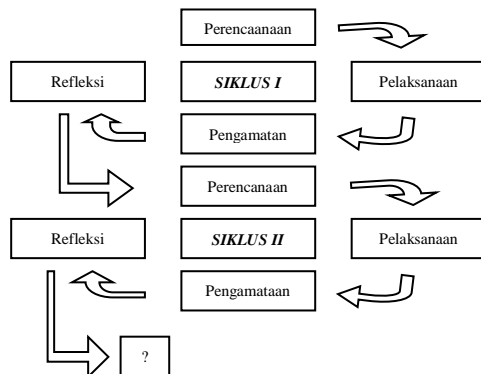 Perencaanaan
Refleksi
SIKLUS I
Pelaksanaan
Pengamatan
Perencanaan
Refleksi
SIKLUS II
Pelaksanaan
Pengamataan
?